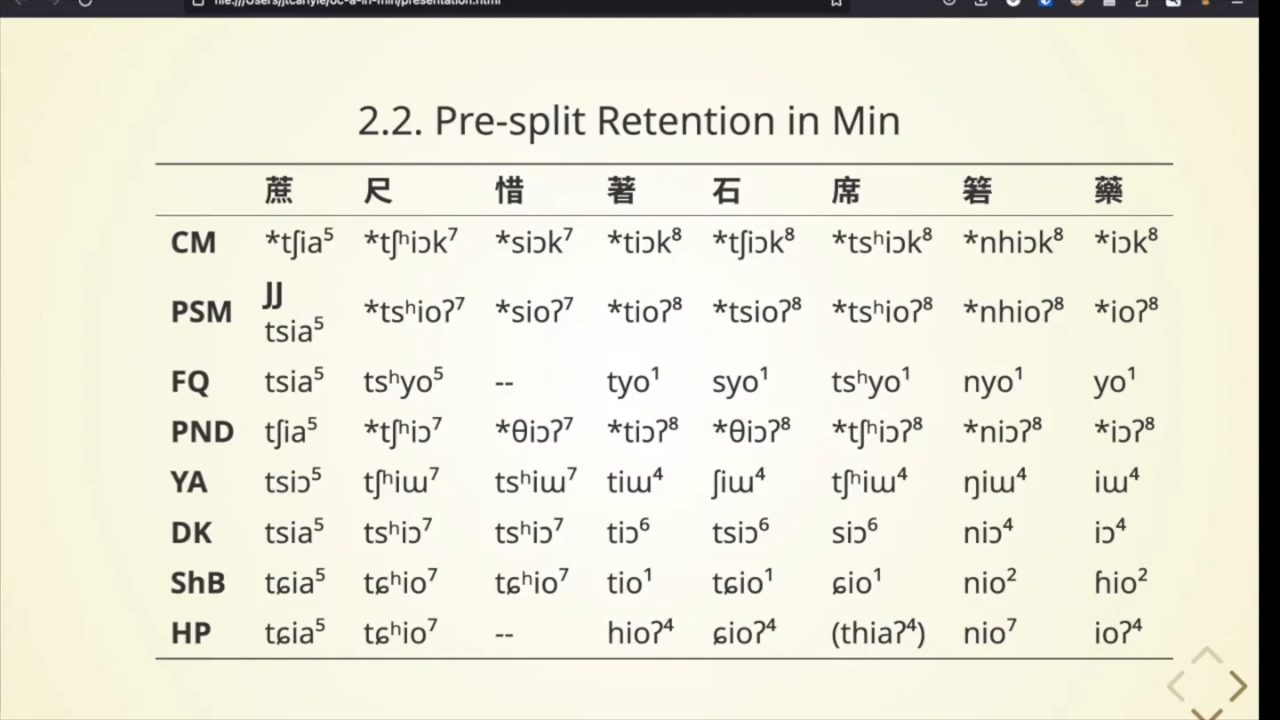 2.2. Pre-split Retention in Min
蔗 尺 惜 著 石 席 箬 藥
CM *tʃia⁵ *tʃʰiɔk⁷ *siɔk⁷ *tiɔk⁸ *tʃiɔk⁸ *tsʰiɔk⁸ *nhiɔk⁸ *iɔk⁸
PSM JJ tsia⁵ *tsʰioʔ⁷ *sioʔ⁷ *tioʔ⁸ *tsioʔ⁸ *tsʰioʔ⁸ *nhioʔ⁸ *ioʔ⁸
FQ tsia⁵ tsʰyo⁵ -- tyo¹ syo¹ tsʰyo¹ nyo¹ yo¹
PND tʃia⁵ *tʃʰiɔ⁷ *θiɔʔ⁷ *tiɔʔ⁸ *θiɔʔ⁸ *tʃʰiɔʔ⁸ *niɔʔ⁸ *iɔʔ⁸
YA tsiɔ⁵ tʃʰiɯ⁷ tsʰiɯ⁷ tiɯ⁴ ʃiɯ⁴ tʃʰiɯ⁴ ŋiɯ⁴ iɯ⁴
DK tsia⁵ tsʰiɔ⁷ tsʰiɔ⁷ tiɔ⁶ tsiɔ⁶ siɔ⁶ niɔ⁴ iɔ⁴
ShB tɕia⁵ tɕʰio⁷ tɕʰio⁷ tio¹ tɕio¹ ɕio¹ nio² ɦio²
HP tɕia⁵ tɕʰio⁷ -- hioʔ⁴ ɕioʔ⁴ (thiaʔ⁴) nio⁷ ioʔ⁴